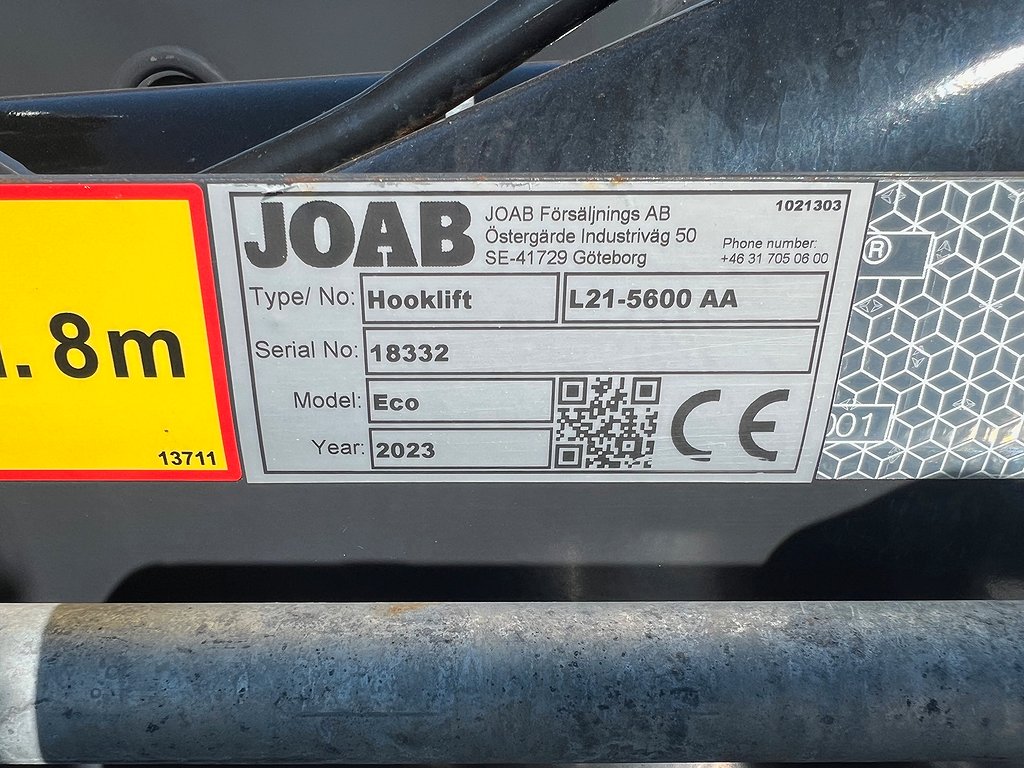 8m
13711
JOAB
JOAB Försäljnings AB
Östergärde Industriväg 50
SE-41729 Göteborg
1021303
Phone number:
+46 31 705 06 00
Type/ No: Hooklift L21-5600 AA
Serial No: 18332
Model: Eco
Year: 2023
CE
®
001